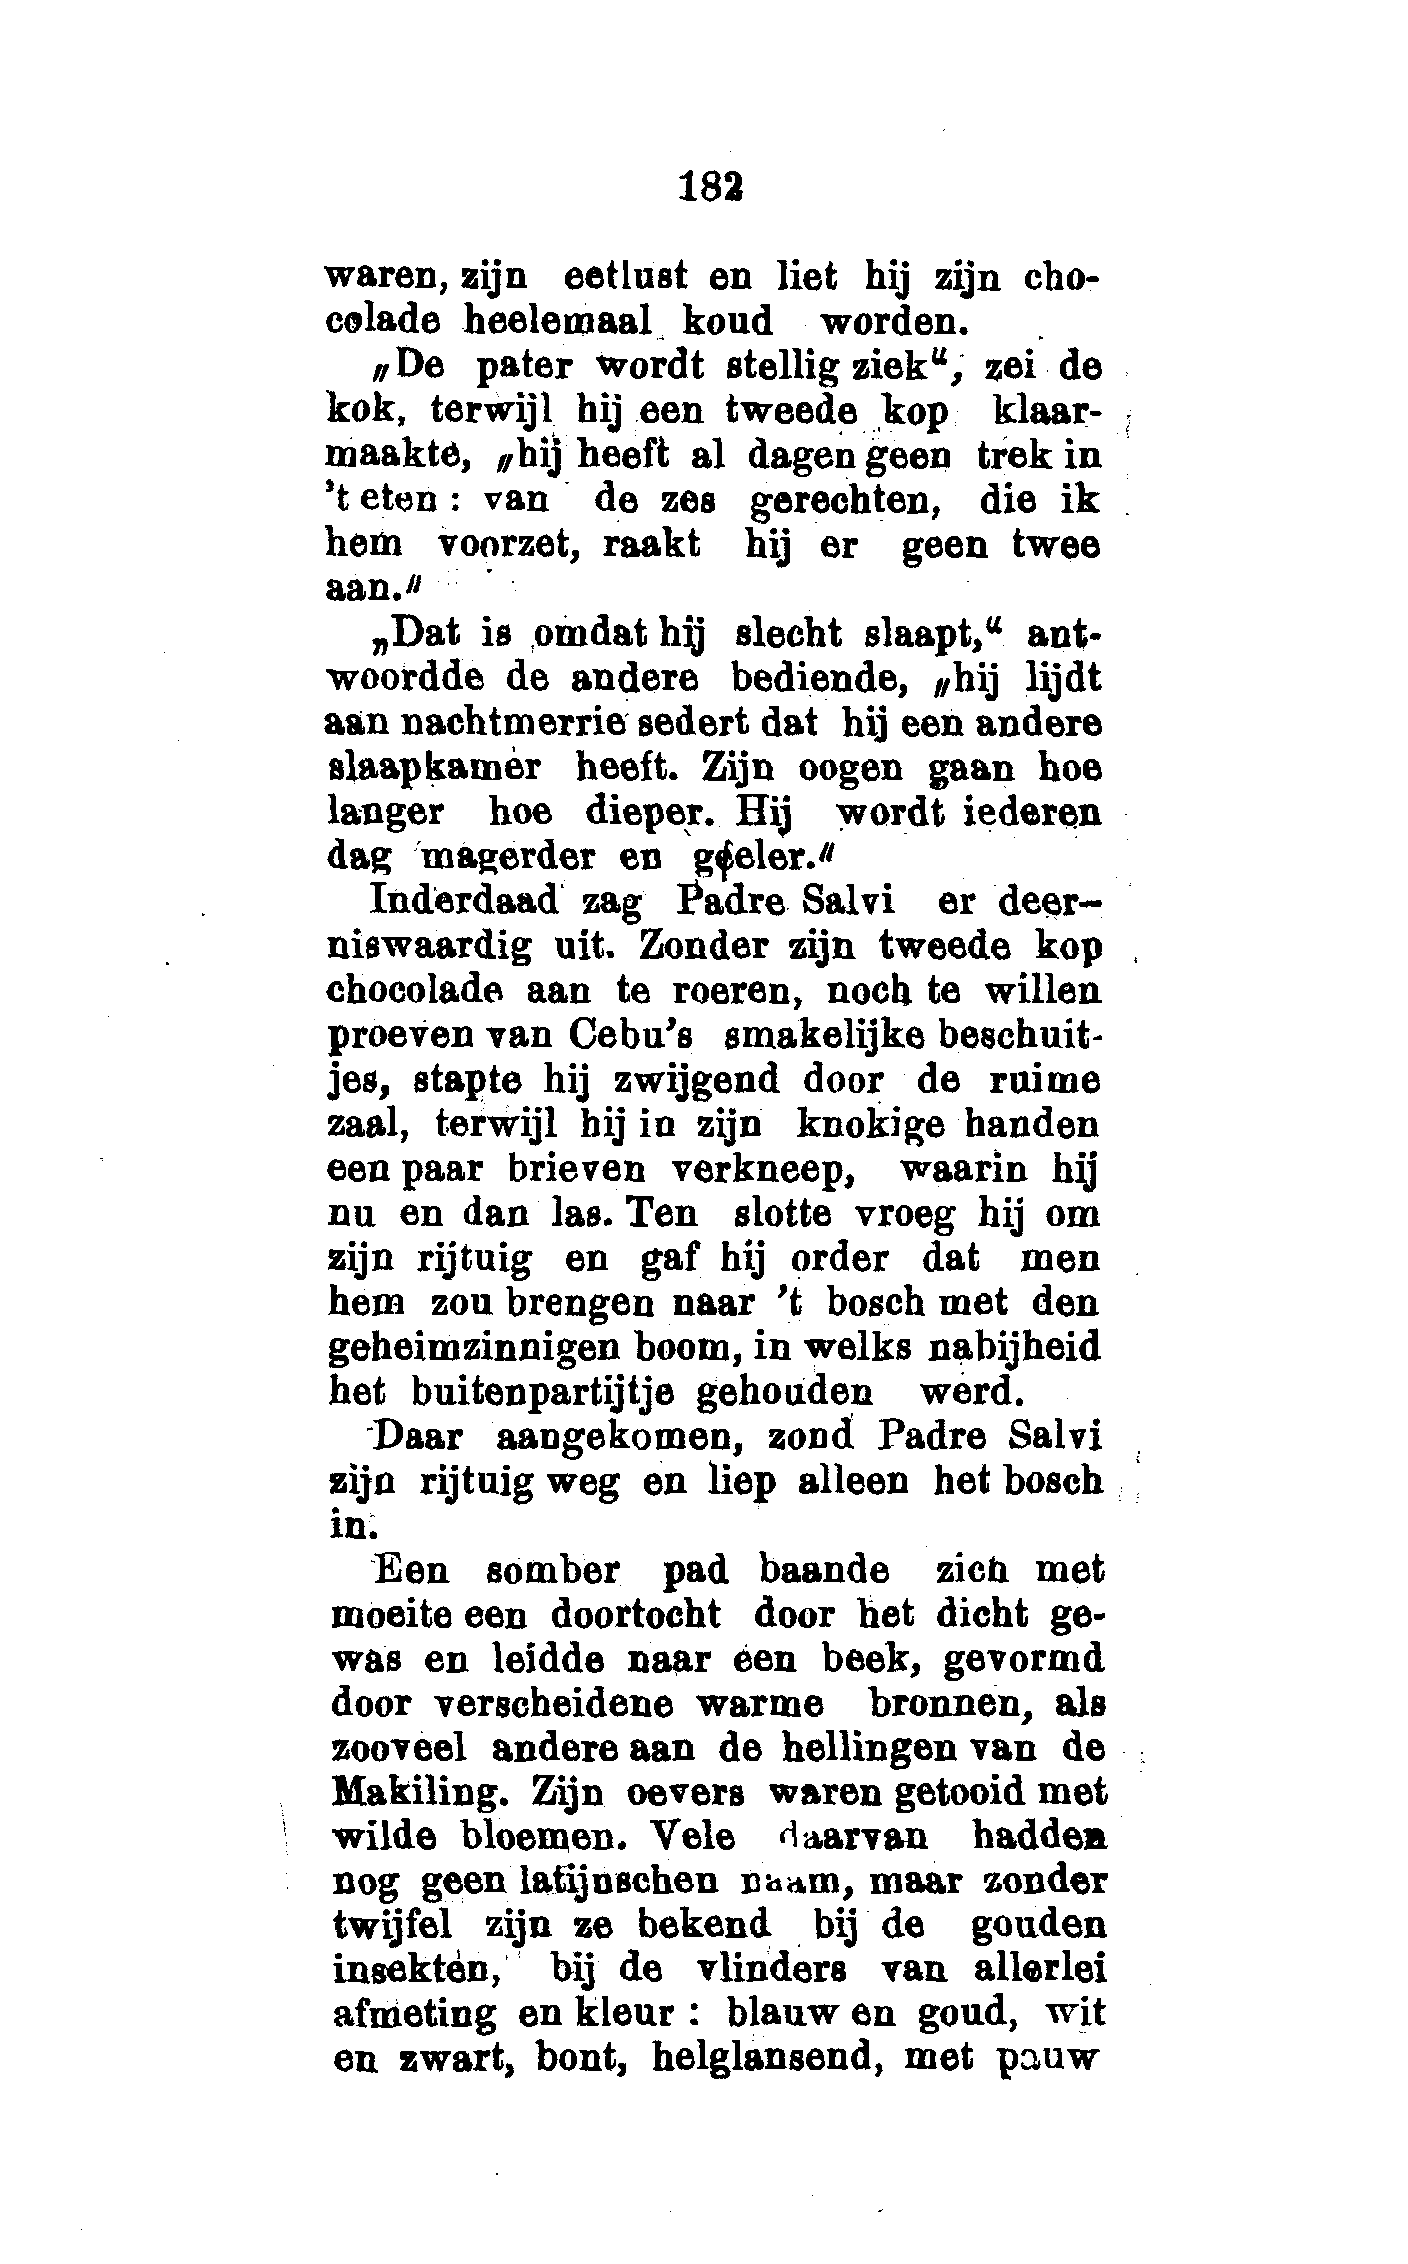 182
waren, zijn eetlust en liet hij zijn cho-
colade heelemaal koud worden.
„De pater wordt stellig ziek“, zei de
kok, terwijl hij een tweede kop klaar-
maakte, „hij heeft al dagen geen trek in
't eten : van de zes gerechten, die ik
hem voorzet, raakt hij er geen twee
aan.“
„Dat is omdat hij slecht slaapt,“ ant-
woordde de andere bediende, „hij lijdt
aan nachtmerrie sedert dat hij een andere
slaapkamer heeft. Zijn oogen gaan hoe
langer hoe dieper. Hij wordt iederen
dag magerder en geeler.“
Inderdaad zag Padre Salvi er deer-
niswaardig uit. Zonder zijn tweede kop
chocolade aan te roeren, noch te willen
proeven van Cebu's smakelijke beschuit-
jes, stapte hij zwijgend door de ruime
zaal, terwijl hij in zijn knokige handen
een paar brieven verkneep, waarin hij
nu en dan las. Ten slotte vroeg hij om
zijn rijtuig en gaf hij order dat men
hem zou brengen naar 't bosch met den
geheimzinnigen boom, in welks nabijheid
het buitenpartijtje gehouden werd.
Daar aangekomen, zond Padre Salvi
zijn rijtuig weg en liep alleen het bosch
in.
Een somber pad baande zich met
moeite een doortocht door het dicht ge-
was en leidde naar een beek, gevormd
door verscheidene warme bronnen, als
zooveel andere aan de hellingen van de
Makiling. Zijn oevers waren getooid met
wilde bloemen. Vele daarvan hadden
nog geen latijnschen naam, maar zonder
twijfel zijn ze bekend bij de gouden
insekten, bij de vlinders van allerlei
afmeting en kleur : blauw en goud, wit
en zwart, bont, helglansend, met pauw